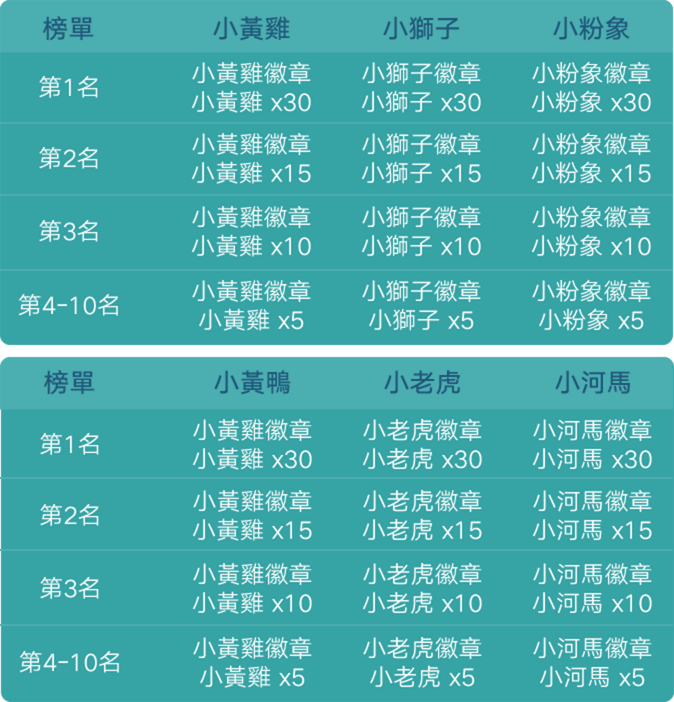 榜單 小黃雞 小獅子 小粉象
第1名 小黃雞徽章 小獅子徽章 小粉象徽章
小黃雞 x30 小獅子 x30 小粉象 x30
第2名 小黃雞徽章 小獅子徽章 小粉象徽章
小黃雞 x15 小獅子 x15 小粉象 x15
第3名 小黃雞徽章 小獅子徽章 小粉象徽章
小黃雞 x10 小獅子 x10 小粉象 x10
第4-10名 小黃雞徽章 小獅子徽章 小粉象徽章
小黃雞 x5 小獅子 x5 小粉象 x5
榜單 小黃鴨 小老虎 小河馬
第1名 小黃雞徽章 小老虎徽章 小河馬徽章
小黃雞 x30 小老虎 x30 小河馬 x30
第2名 小黃雞徽章 小老虎徽章 小河馬徽章
小黃雞 x15 小老虎 x15 小河馬 x15
第3名 小黃雞徽章 小老虎徽章 小河馬徽章
小黃雞 x10 小老虎 x10 小河馬 x10
第4-10名 小黃雞徽章 小老虎徽章 小河馬徽章
小黃雞 x5 小老虎 x5 小河馬 x5